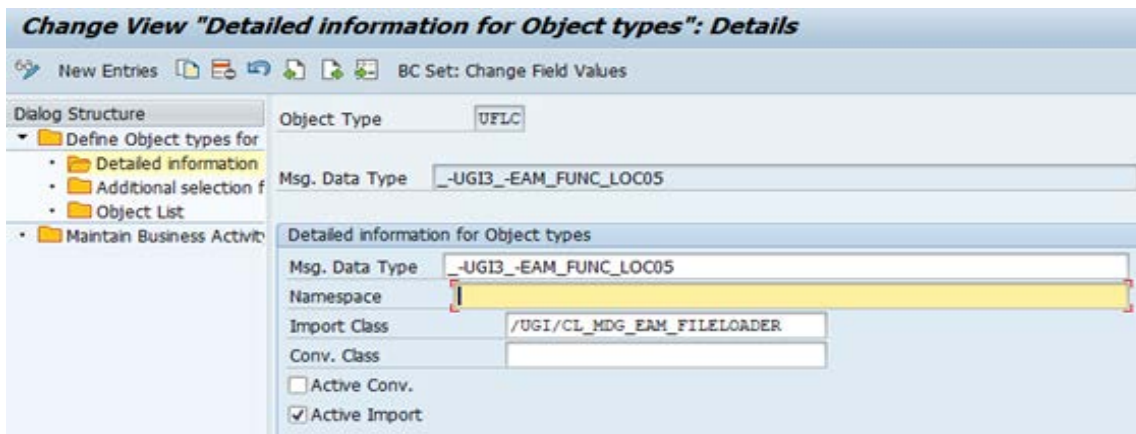 Change View "Detailed information for Object types": Details
New Entries BC Set: Change Field Values
Dialog Structure
Define Object types for
Detailed information
Additional selection f
Object List
Maintain Business Activit
Object Type UFLC
Msg. Data Type _-UGI3_-EAM_FUNC_LOC05
Detailed information for Object types
Msg. Data Type _-UGI3_-EAM_FUNC_LOC05
Namespace
Import Class /UGI/CL_MDG_EAM_FILELOADER
Conv. Class
Active Conv.
Active Import